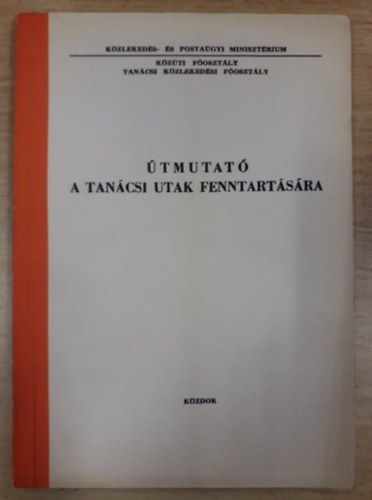 KÖZLEKEDÉS- ÉS POSTAÜGYI MINISZTÉRIUM
KÖZÚTI FŐOSZTÁLY
TANÁCSI KÖZLEKEDÉSI FŐOSZTÁLY
ÚTMUTATÓ
A TANÁCSI UTAK FENNTARTÁSÁRA
KÖZDOK